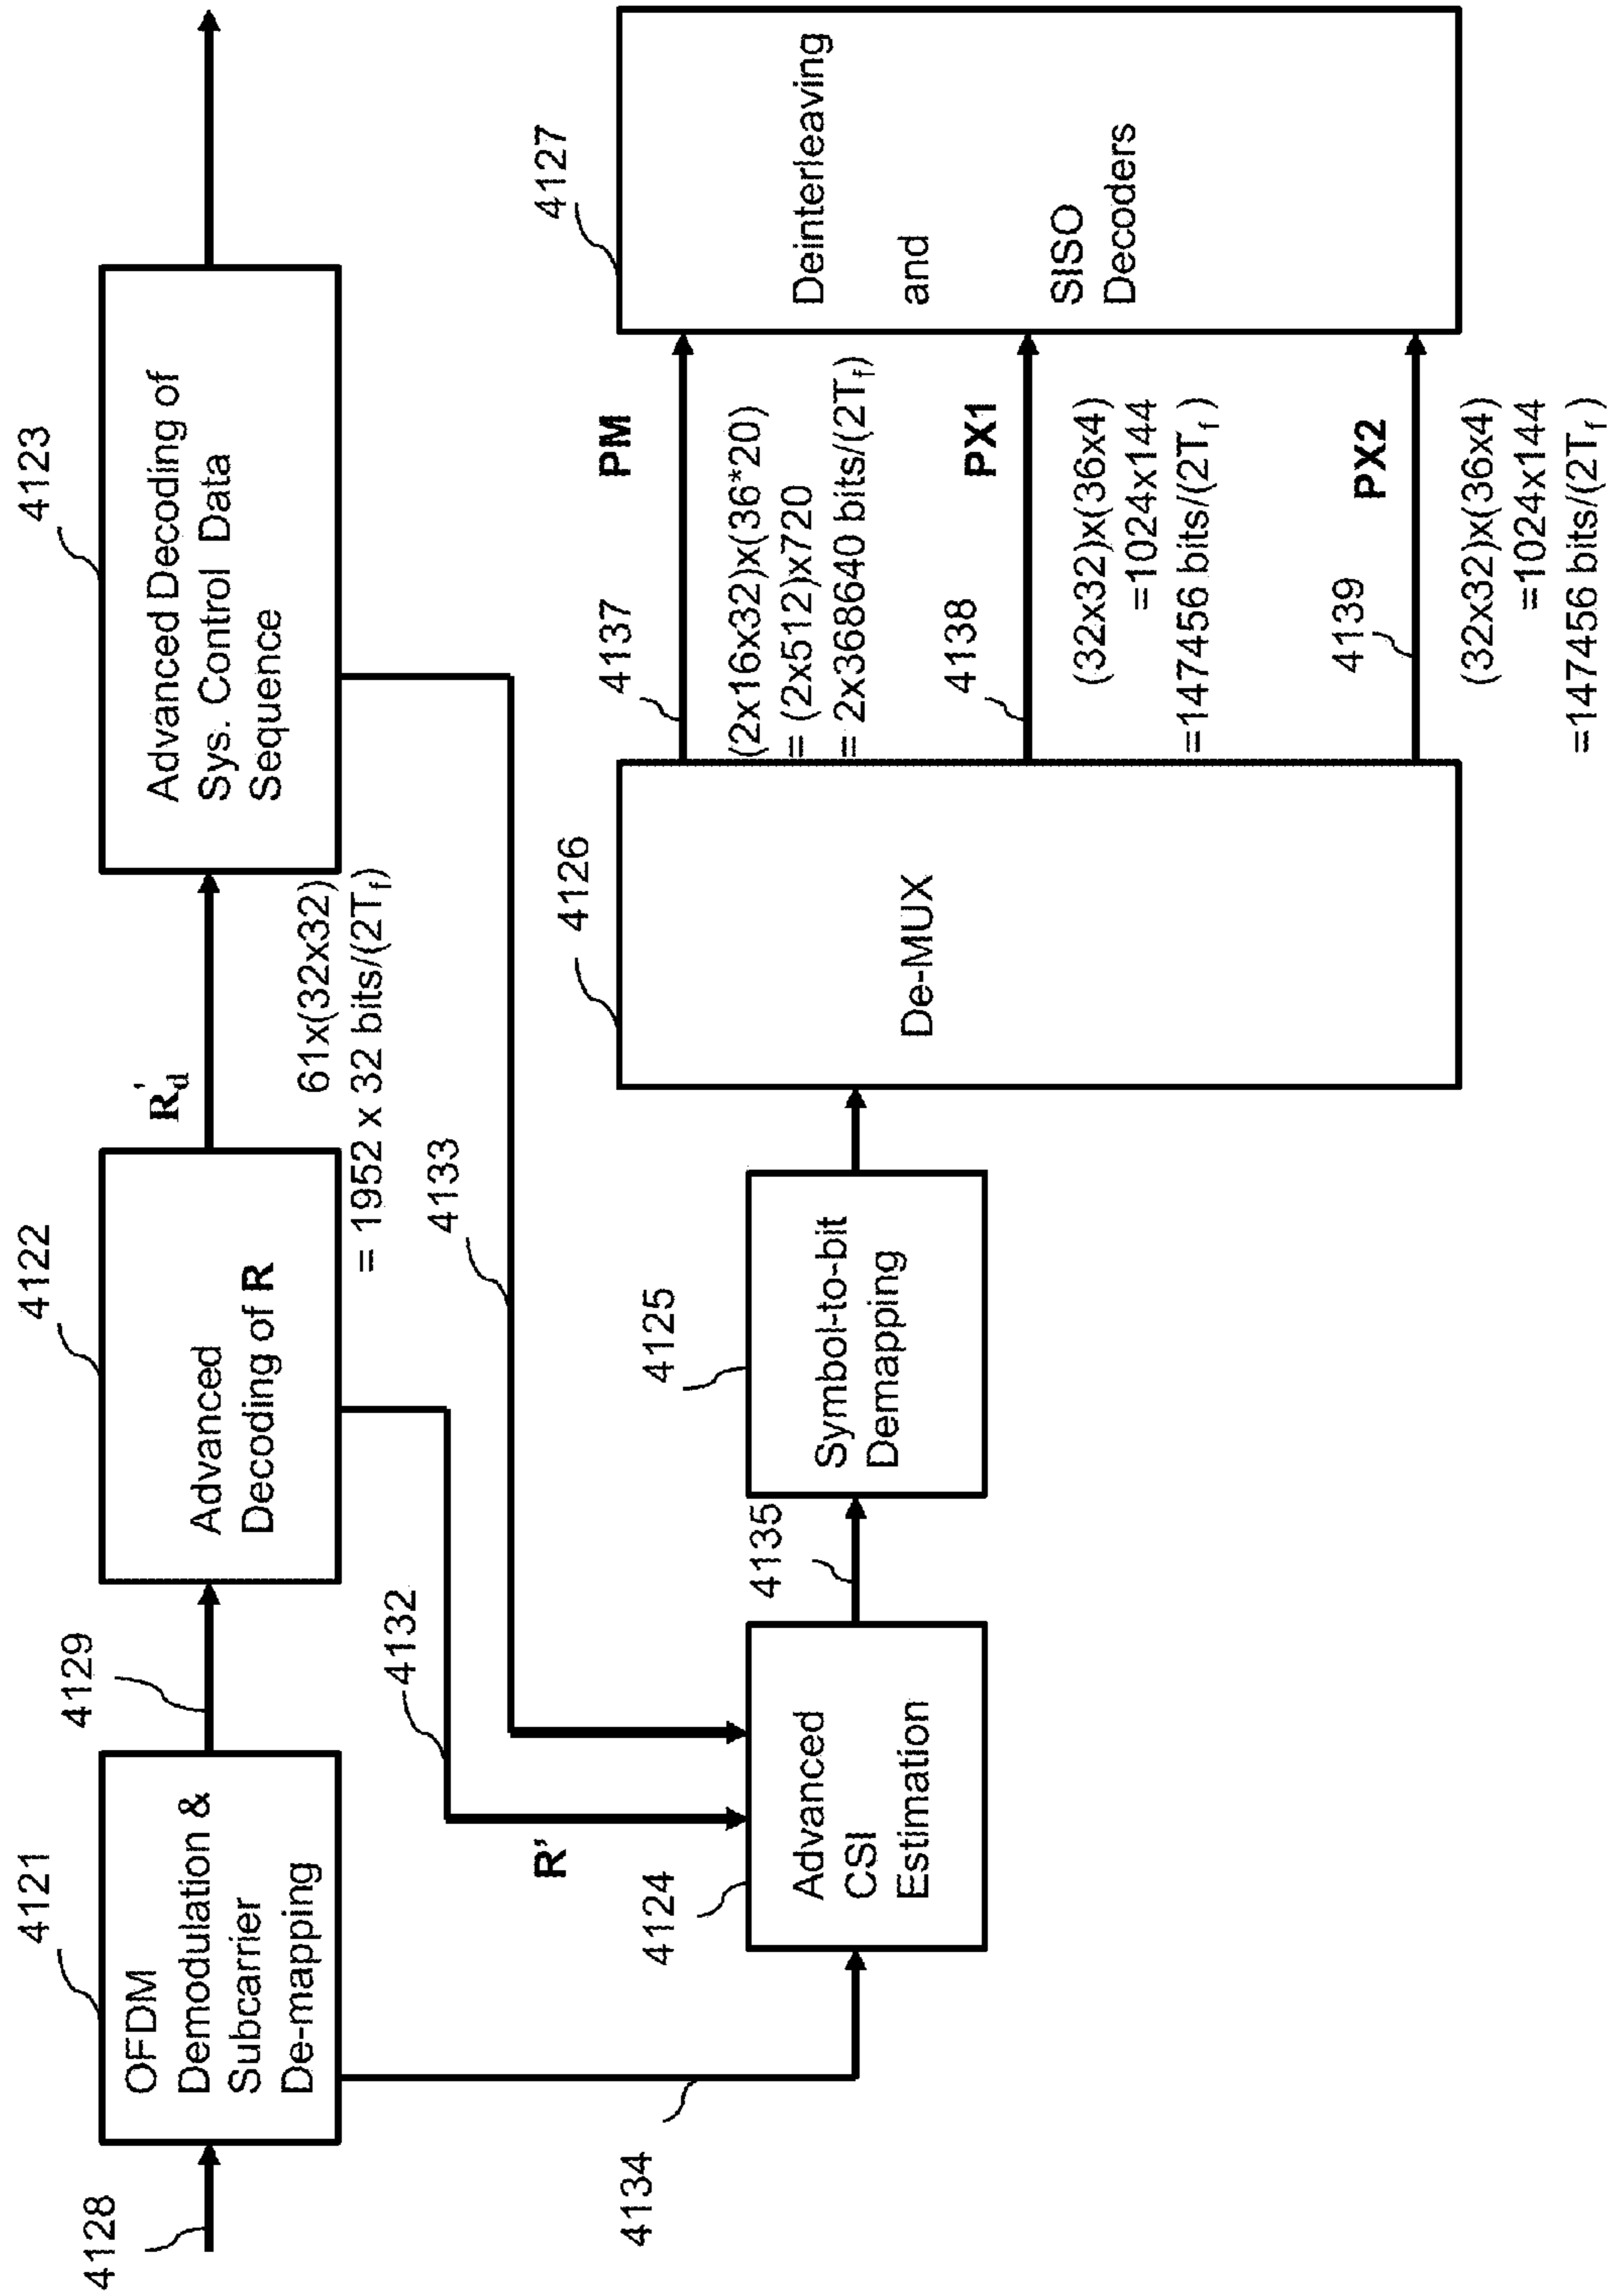 4128
4121
OFDM
Demodulation &
Subcarrier
De-mapping
4129
4122
Advanced
Decoding of R
R'd
61x(32x32)
= 1952 x 32 bits/(2Tf)
4123
Advanced Decoding of
Sys. Control Data
Sequence
4132
4133
R'
4134
4124
Advanced
CSI
Estimation
4135
4125
Symbol-to-bit
Demapping
4126
De-MUX
4137
PM
(2x16x32)x(36*20)
= (2x512)x720
= 2x368640 bits/(2Tf)
4138
PX1
(32x32)x(36x4)
=1024x144
=147456 bits/(2Tf)
4139
PX2
(32x32)x(36x4)
=1024x144
=147456 bits/(2Tf)
4127
Deinterleaving
and
SISO
Decoders